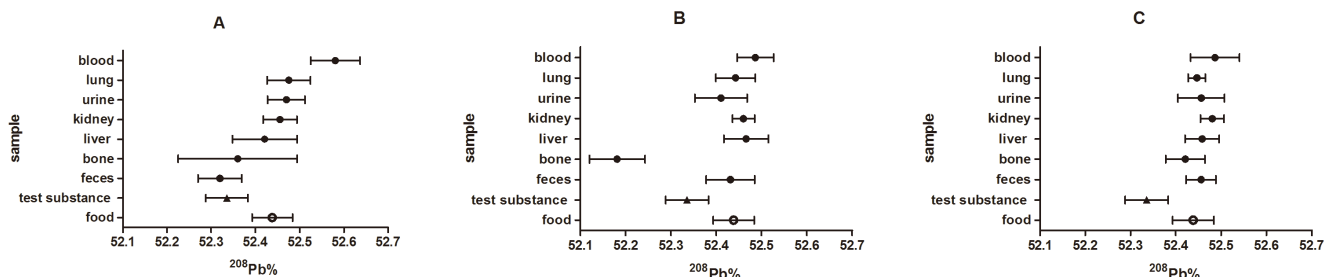 A
sample
blood
lung
urine
kidney
liver
bone
feces
test substance
food
52.1 52.2 52.3 52.4 52.5 52.6 52.7
²⁰⁸Pb%
B
sample
blood
lung
urine
kidney
liver
bone
feces
test substance
food
52.1 52.2 52.3 52.4 52.5 52.6 52.7
²⁰⁸Pb%
C
sample
blood
lung
urine
kidney
liver
bone
feces
test substance
food
52.1 52.2 52.3 52.4 52.5 52.6 52.7
²⁰⁸Pb%